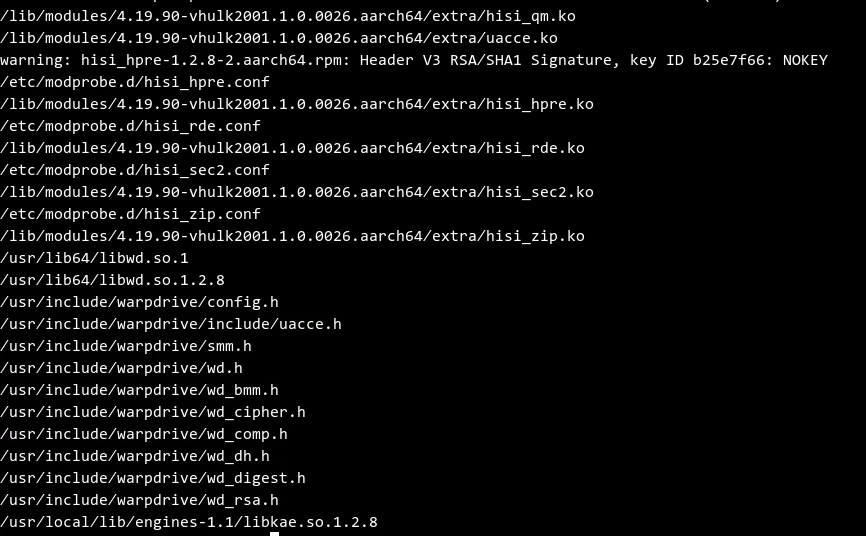 /lib/modules/4.19.90-vhulk2001.1.0.0026.aarch64/extra/hisi_qm.ko
/lib/modules/4.19.90-vhulk2001.1.0.0026.aarch64/extra/uacce.ko
warning: hisi_hpre-1.2.8-2.aarch64.rpm: Header V3 RSA/SHA1 Signature, key ID b25e7f66: NOKEY
/etc/modprobe.d/hisi_hpre.conf
/lib/modules/4.19.90-vhulk2001.1.0.0026.aarch64/extra/hisi_hpre.ko
/etc/modprobe.d/hisi_rde.conf
/lib/modules/4.19.90-vhulk2001.1.0.0026.aarch64/extra/hisi_rde.ko
/etc/modprobe.d/hisi_sec2.conf
/lib/modules/4.19.90-vhulk2001.1.0.0026.aarch64/extra/hisi_sec2.ko
/etc/modprobe.d/hisi_zip.conf
/lib/modules/4.19.90-vhulk2001.1.0.0026.aarch64/extra/hisi_zip.ko
/usr/lib64/libwd.so.1
/usr/lib64/libwd.so.1.2.8
/usr/include/warpdrive/config.h
/usr/include/warpdrive/include/uacce.h
/usr/include/warpdrive/smm.h
/usr/include/warpdrive/wd.h
/usr/include/warpdrive/wd_bmm.h
/usr/include/warpdrive/wd_cipher.h
/usr/include/warpdrive/wd_comp.h
/usr/include/warpdrive/wd_dh.h
/usr/include/warpdrive/wd_digest.h
/usr/include/warpdrive/wd_rsa.h
/usr/local/lib/engines-1.1/libkae.so.1.2.8